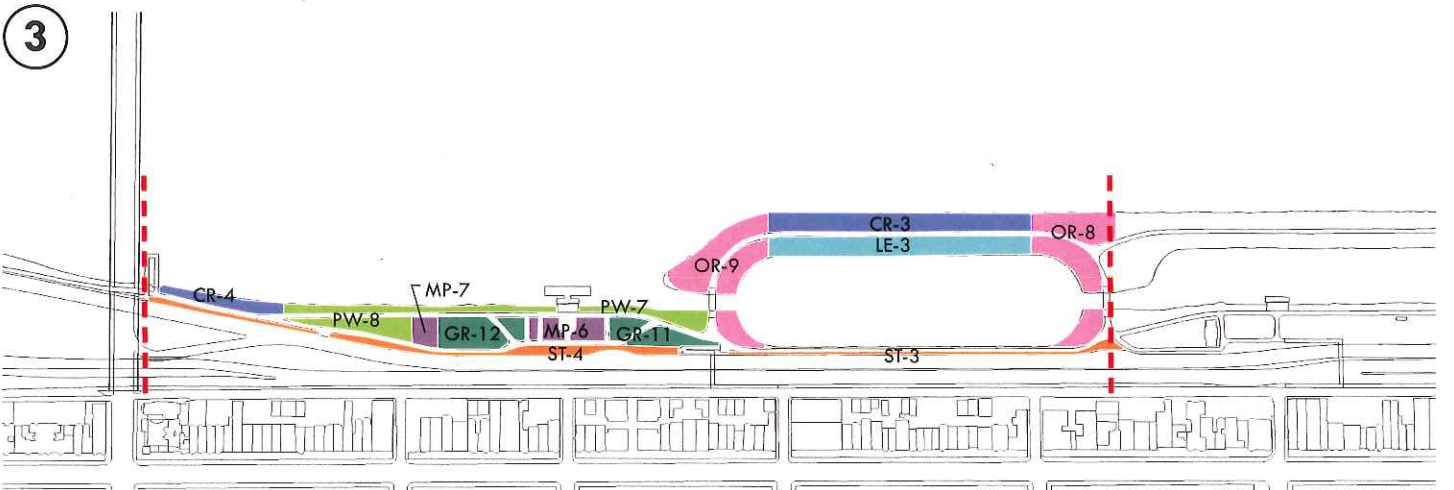 3
CR-3
OR-8
LE-3
OR-9
MP-7
CR-4
PW-7
PW-8
GR-12
MP-6
GR-11
ST-4
ST-3